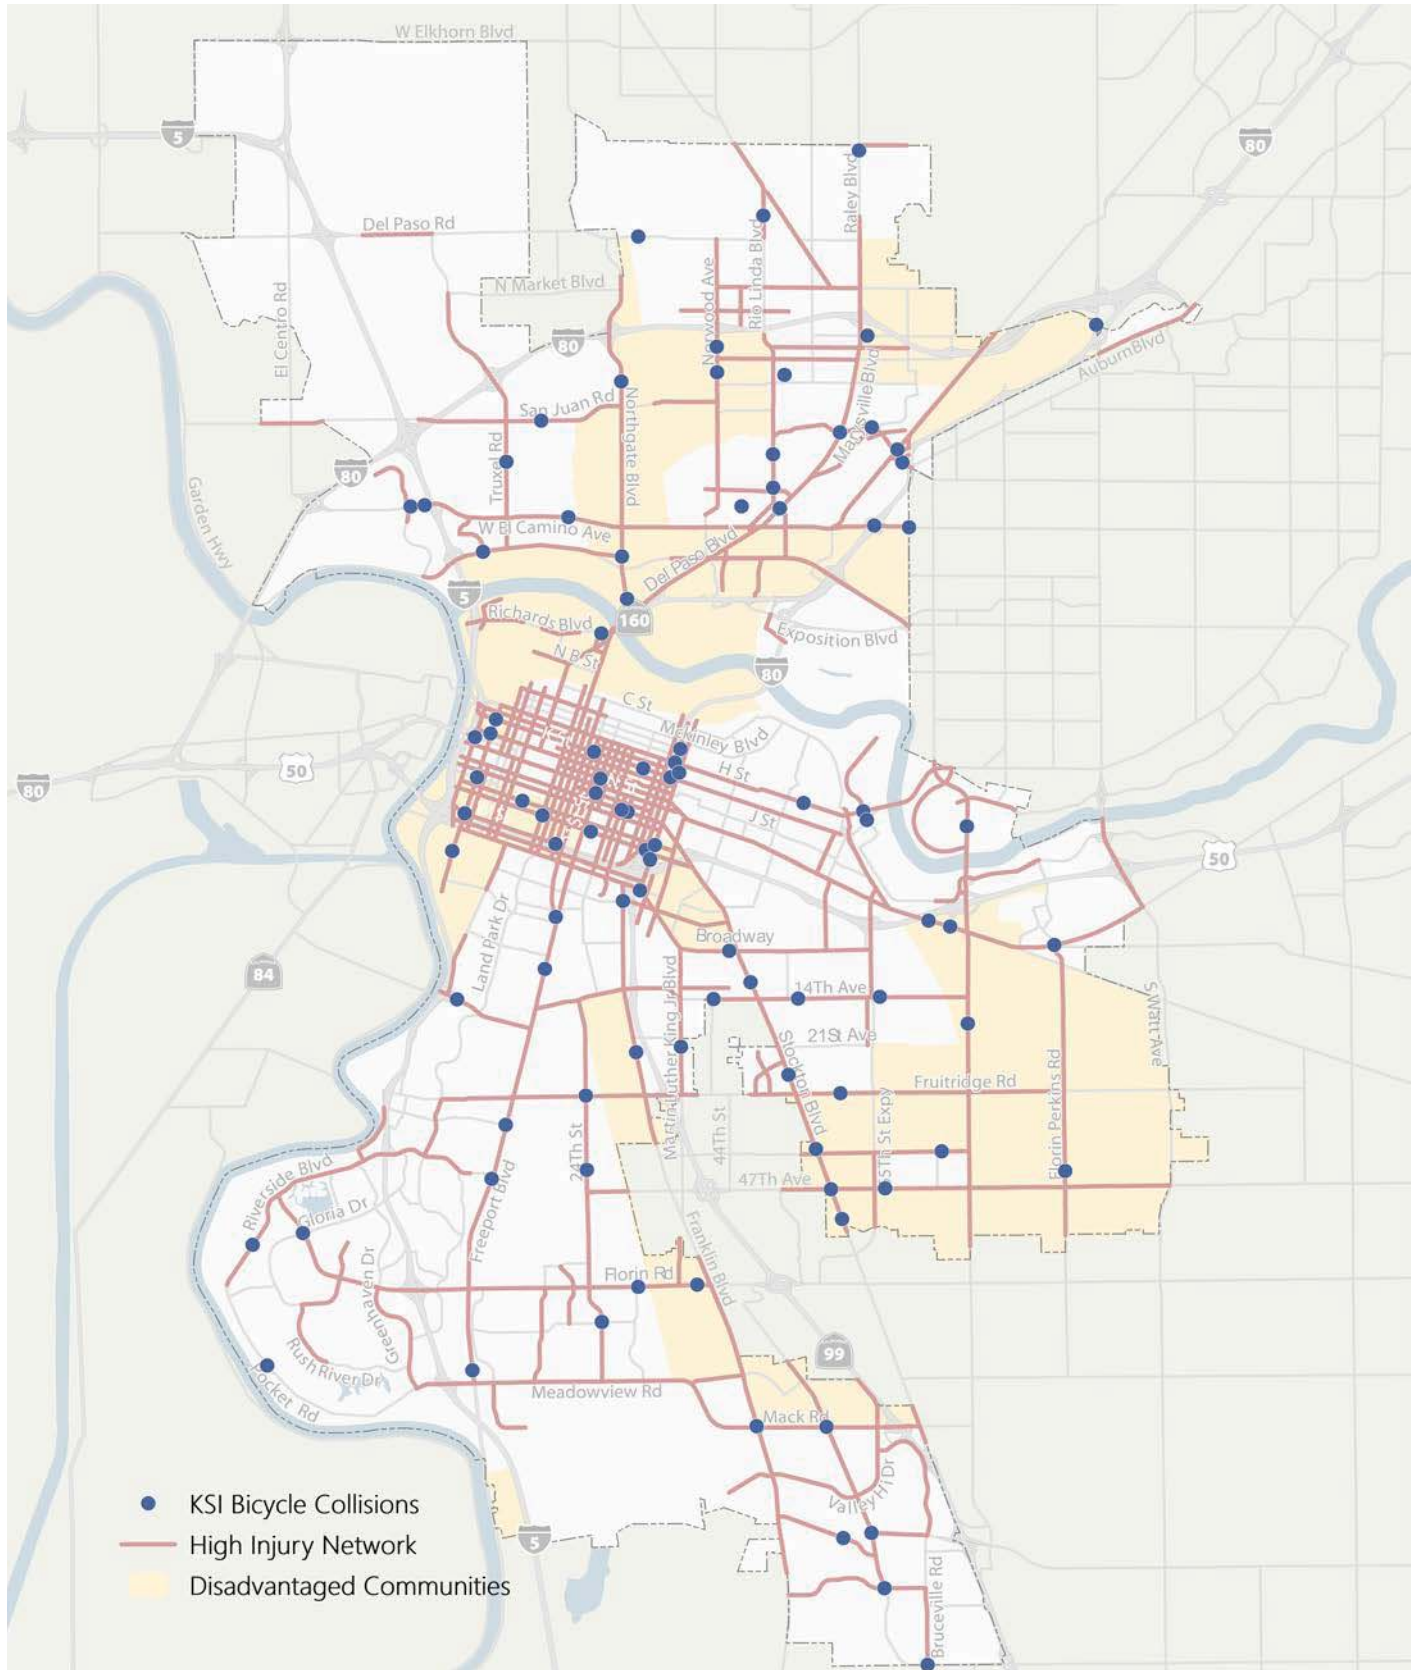 W Elkhorn Blvd
5
80
Raley Blvd
Del Paso Rd
Rio Linda Blvd
Norwood Ave
N Market Blvd
El Centro Rd
80
Auburn Blvd
Marysville Blvd
San Juan Rd
Northgate Blvd
Truxel Rd
80
Garden Hwy
W El Camino Ave
Del Paso Blvd
5
Richards Blvd
160
Exposition Blvd
N B St
80
C St
McKinley Blvd
H St
50
80
J St
50
Land Park Dr
Broadway
84
14Th Ave
S Watt Ave
Martin Luther King Jr Blvd
21St Ave
Stockton Blvd
Fruitridge Rd
Florin Perkins Rd
65Th St Expy
44Th St
24Th St
47Th Ave
Riverside Blvd
Gloria Dr
Freeport Blvd
Franklin Blvd
Florin Rd
Greenhaven Dr
Rush River Dr
99
Pocket Rd
Meadowview Rd
Mack Rd
Valley Hi Dr
5
Bruceville Rd
KSI Bicycle Collisions
High Injury Network
Disadvantaged Communities